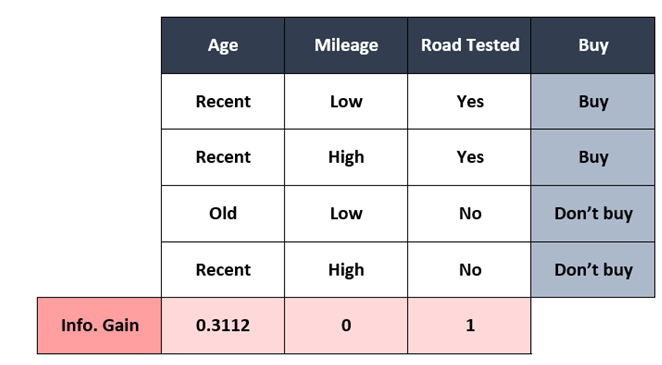 Age Mileage Road Tested Buy
Recent Low Yes Buy
Recent High Yes Buy
Old Low No Don’t buy
Recent High No Don’t buy
Info. Gain 0.3112 0 1